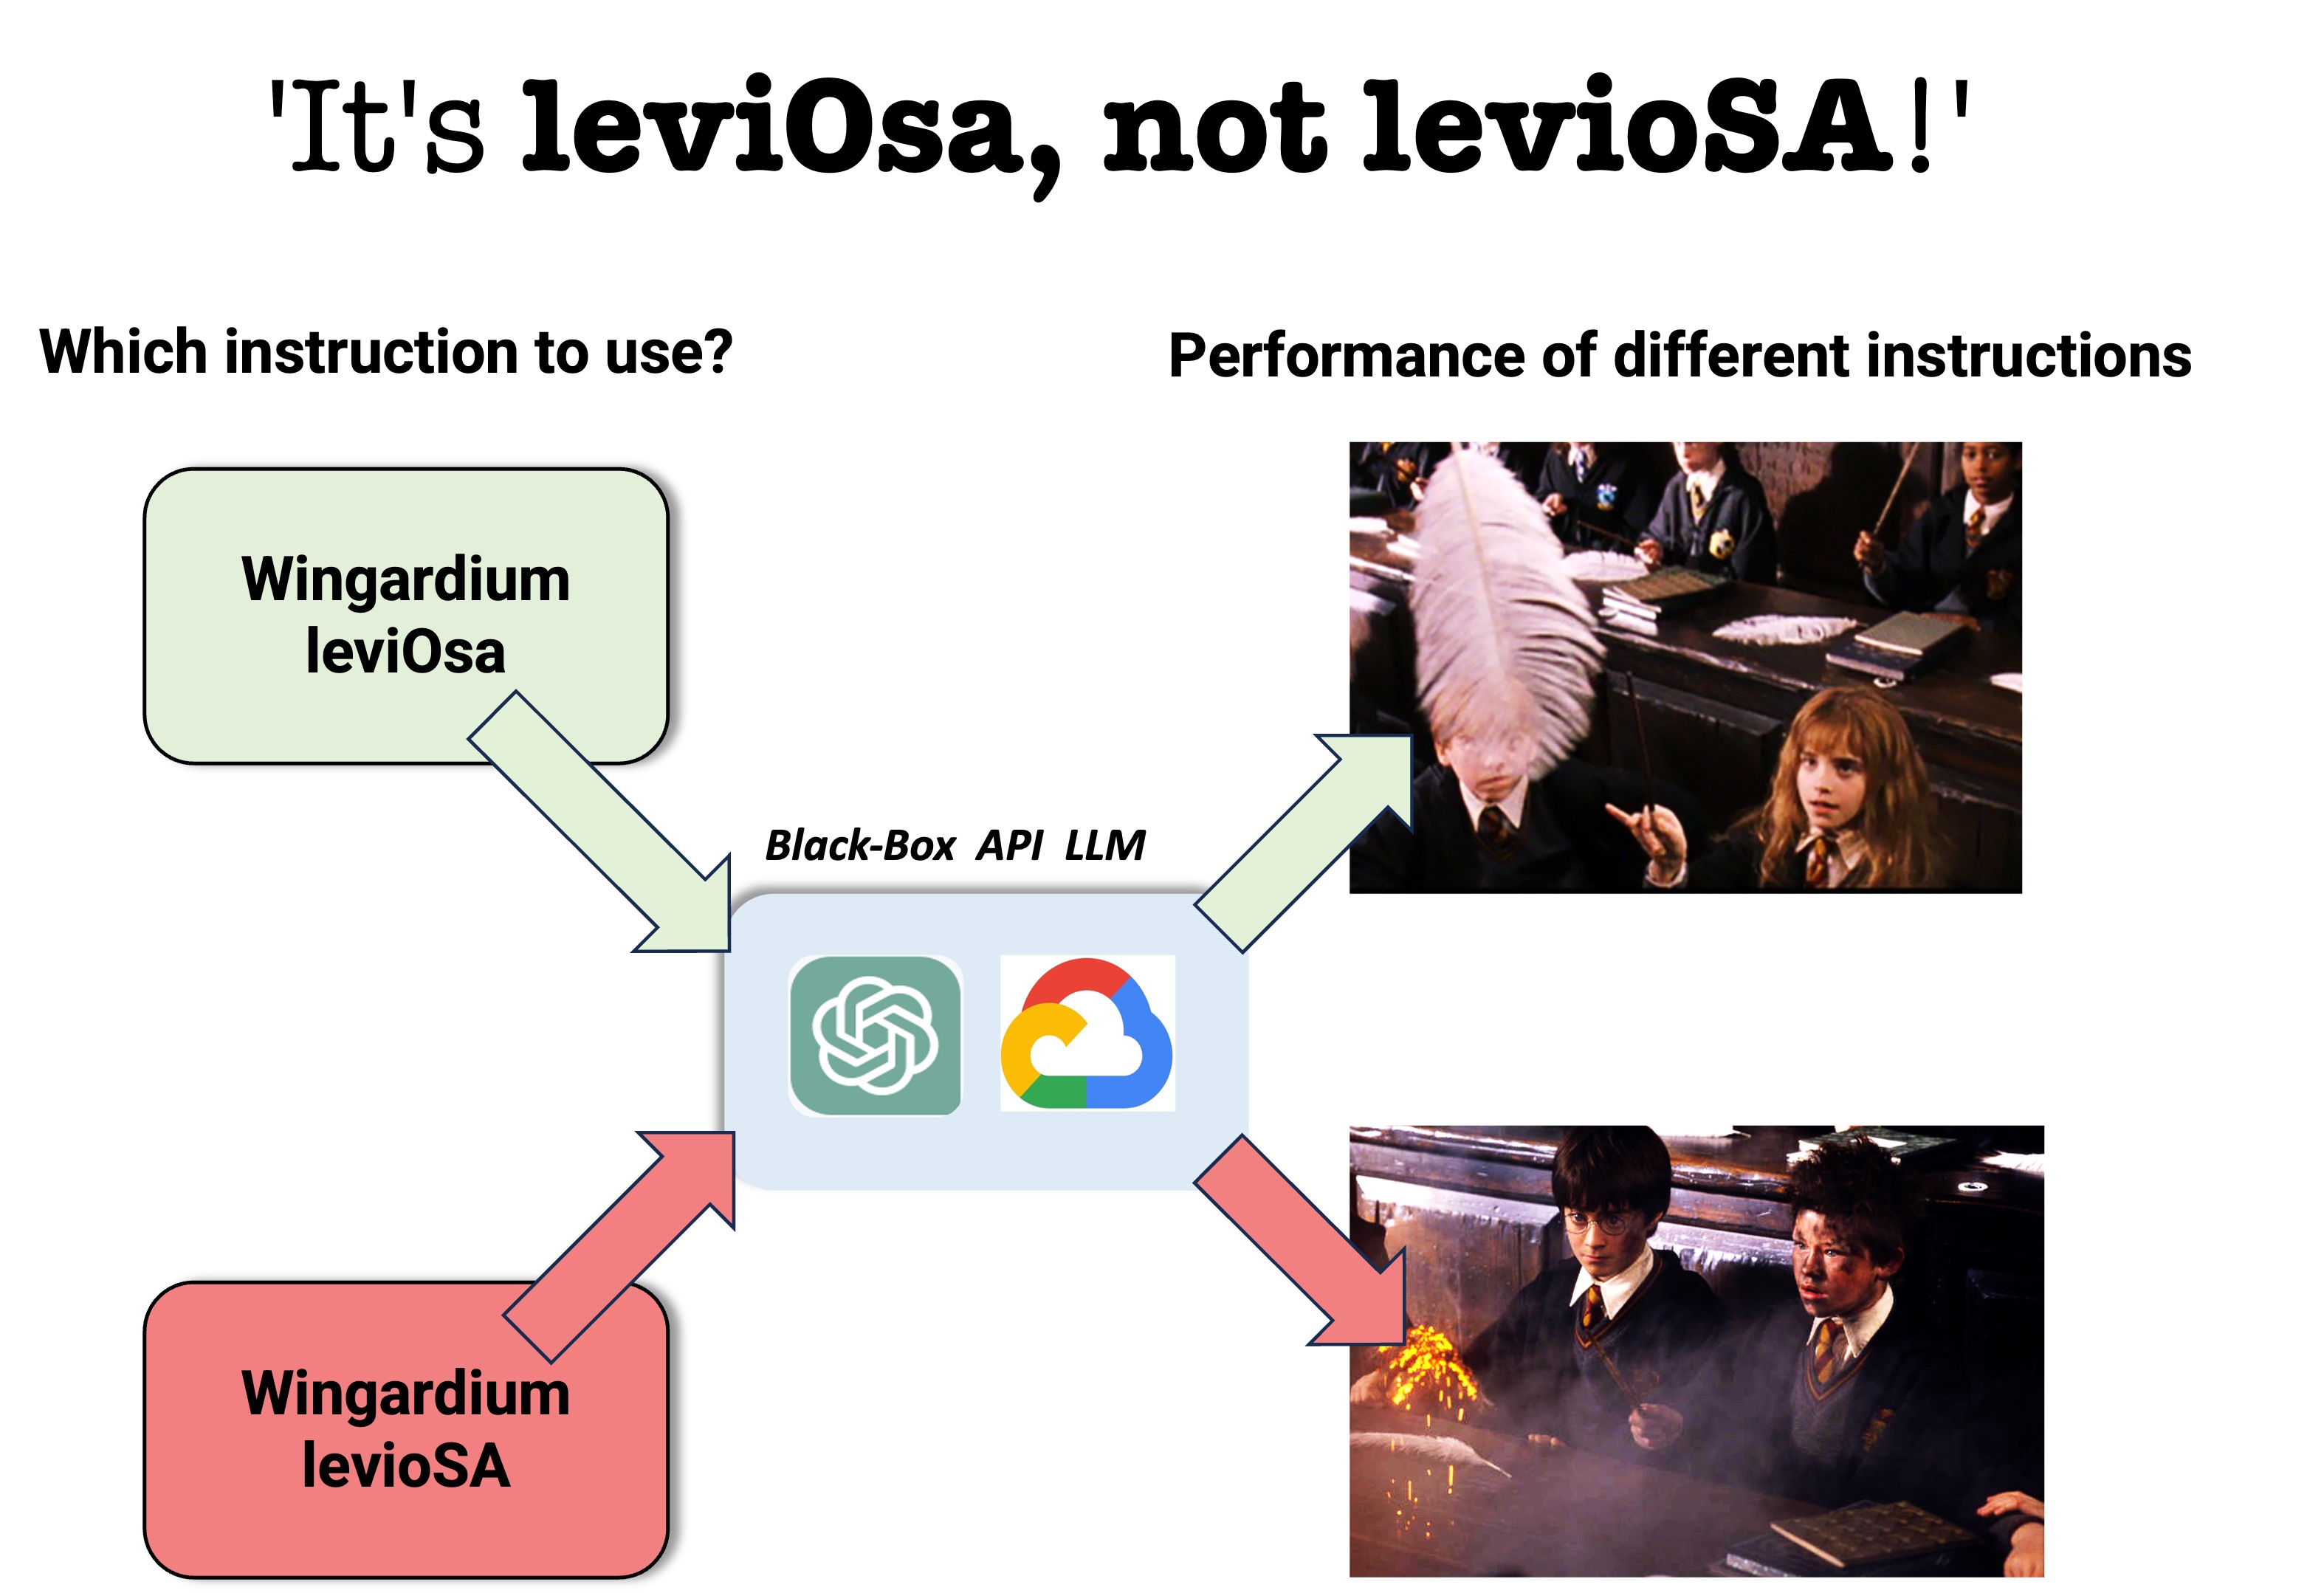 'It's leviOsa, not levioSA!'
Which instruction to use?
Performance of different instructions
Wingardium
leviOsa
Black-Box API LLM
Wingardium
levioSA